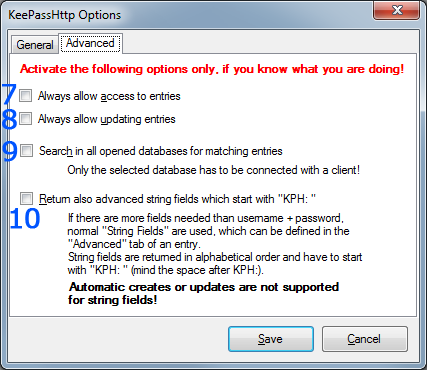 KeePassHttp Options
General Advanced
Activate the following options only, if you know what you are doing!
7 Always allow access to entries
8 Always allow updating entries
9 Search in all opened databases for matching entries
Only the selected database has to be connected with a client!
Return also advanced string fields which start with "KPH: "
10
If there are more fields needed than username + password,
normal "String Fields" are used, which can be defined in the
"Advanced" tab of an entry.
String fields are returned in alphabetical order and have to start
with "KPH: " (mind the space after KPH:).
Automatic creates or updates are not supported
for string fields!
Save Cancel